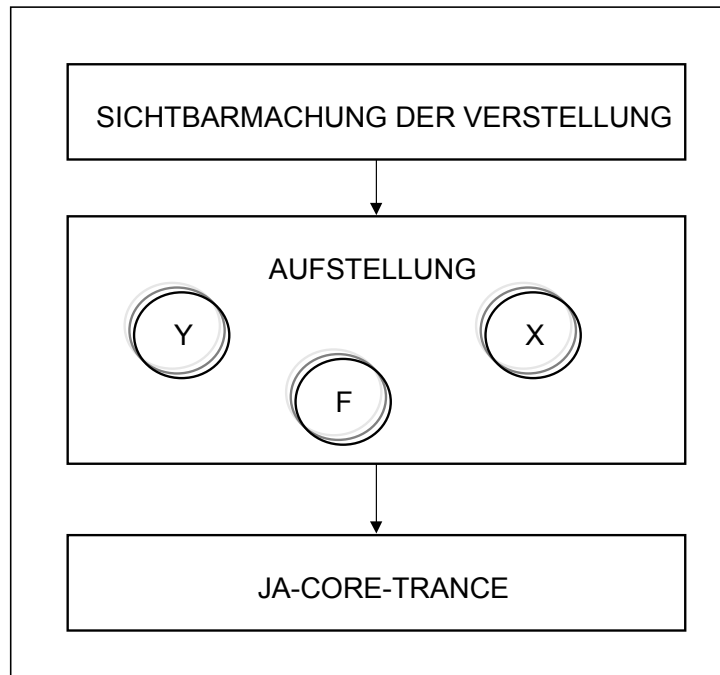 SICHTBARMACHUNG DER VERSTELLUNG
AUFSTELLUNG
Y
X
F
JA-CORE-TRANCE